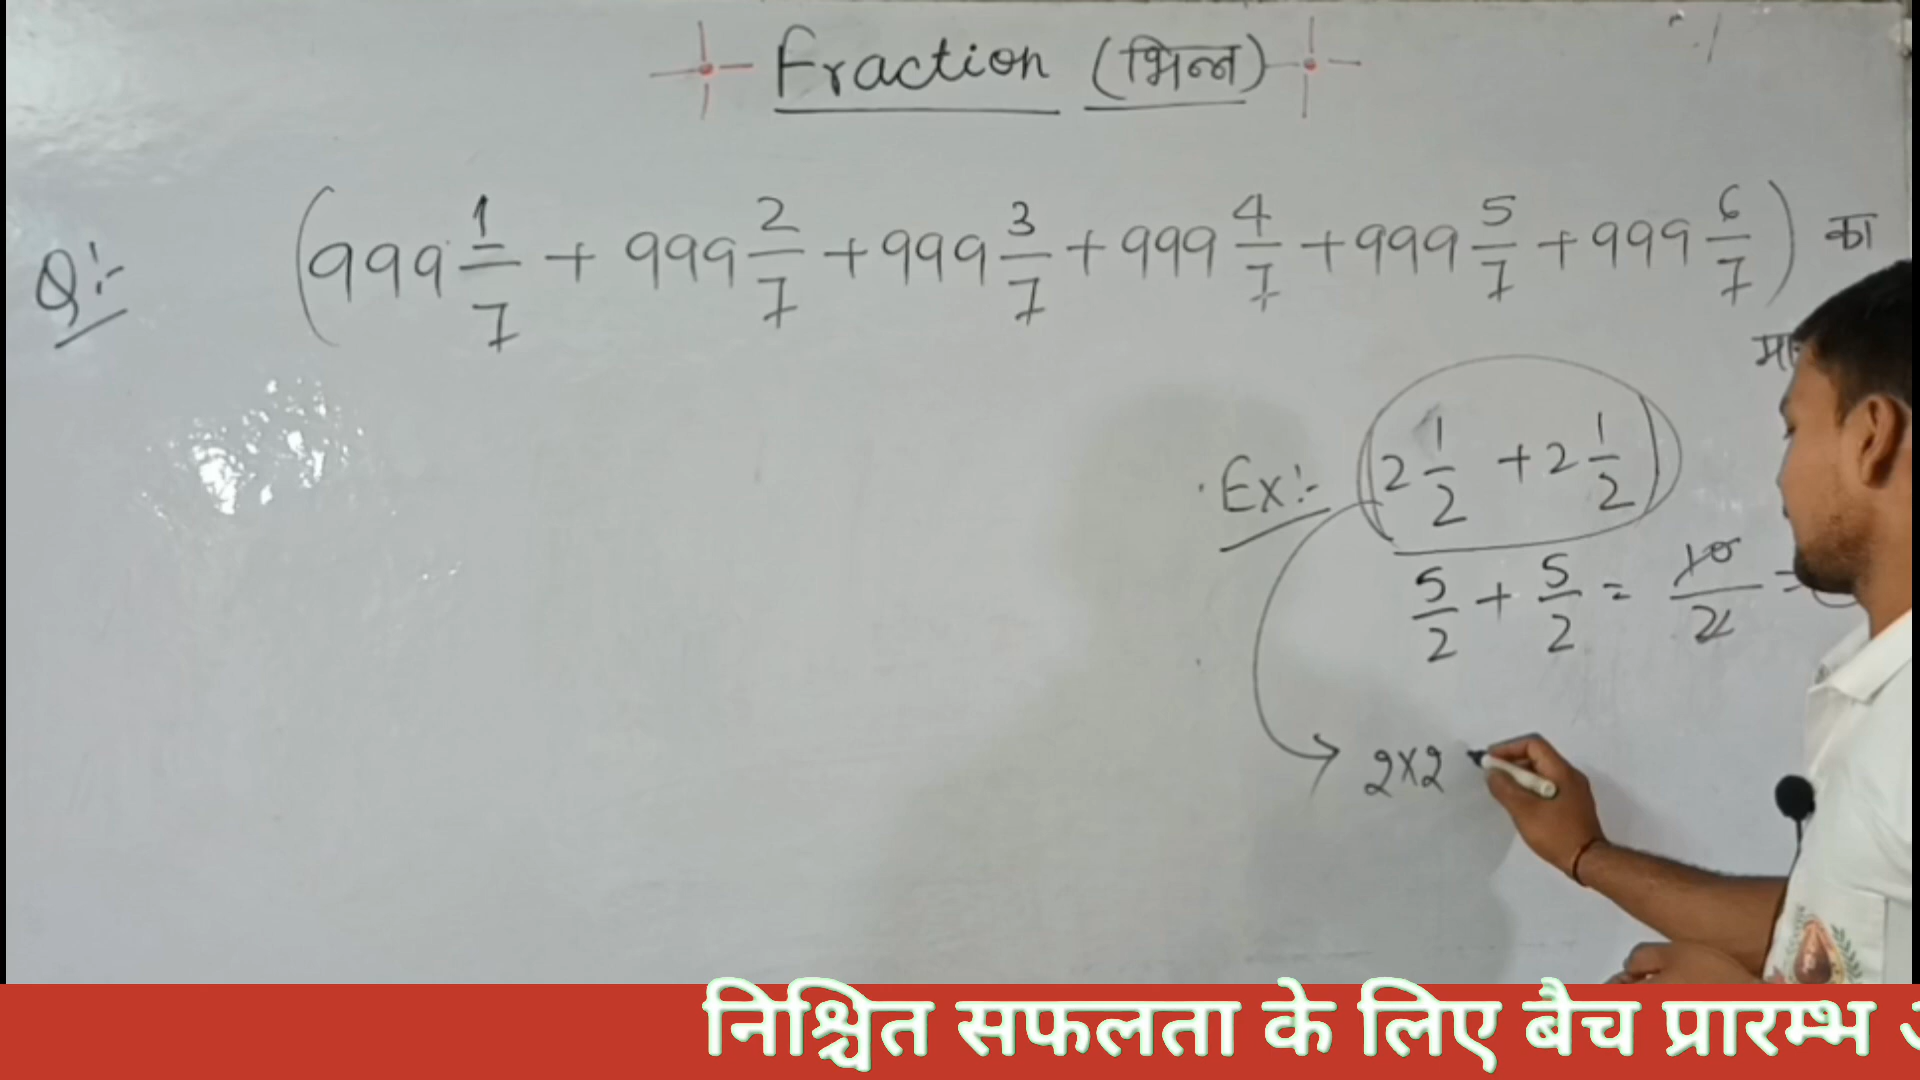 Fraction (भिन्न)
Q:- (999 1/7 + 999 2/7 + 999 3/7 + 999 4/7 + 999 5/7 + 999 6/7) का
Ex:- (2 1/2 + 2 1/2)
5/2 + 5/2 = 10/2 =
2×2
निश्चित सफलता के लिए बैच प्रारम्भ